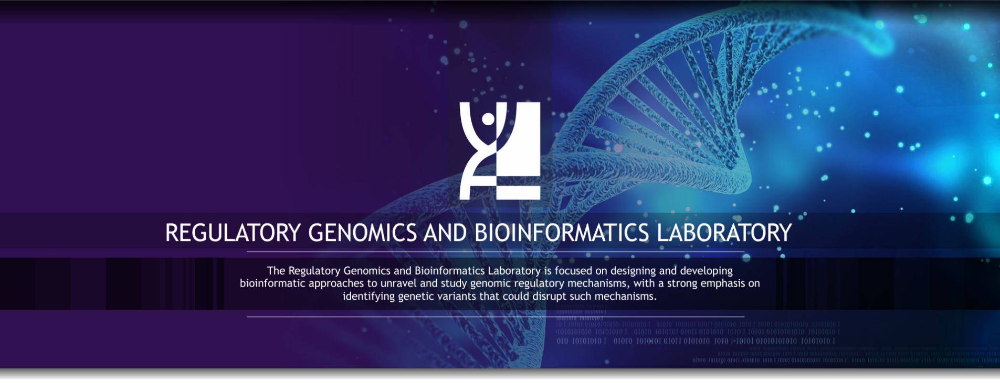 REGULATORY GENOMICS AND BIOINFORMATICS LABORATORY
The Regulatory Genomics and Bioinformatics Laboratory is focused on designing and developing
bioinformatic approaches to unravel and study genomic regulatory mechanisms, with a strong emphasis on
identifying genetic variants that could disrupt such mechanisms.